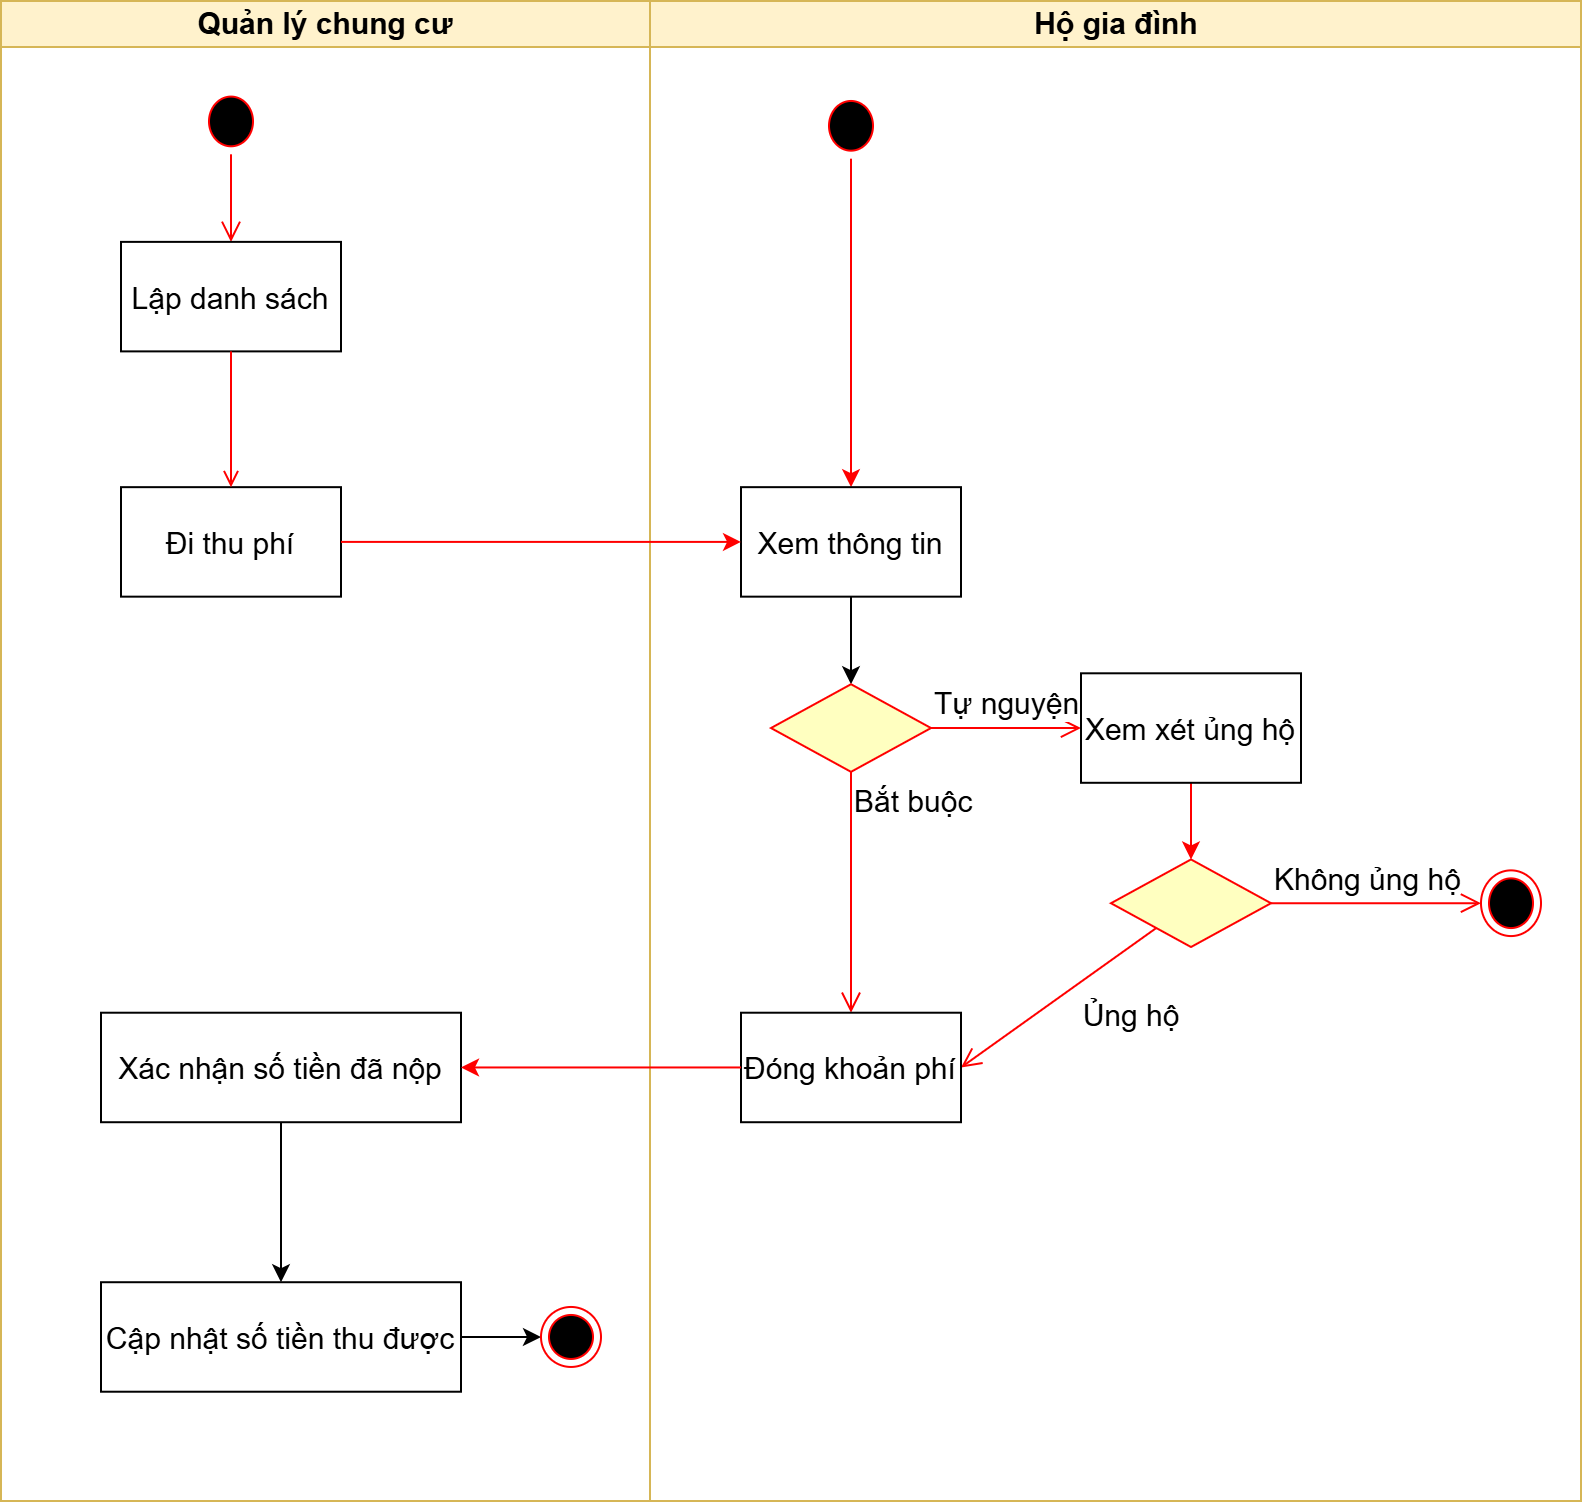 Quản lý chung cư
Hộ gia đình
Lập danh sách
Đi thu phí
Xem thông tin
Tự nguyện
Xem xét ủng hộ
Bắt buộc
Không ủng hộ
Ủng hộ
Xác nhận số tiền đã nộp
Đóng khoản phí
Cập nhật số tiền thu được